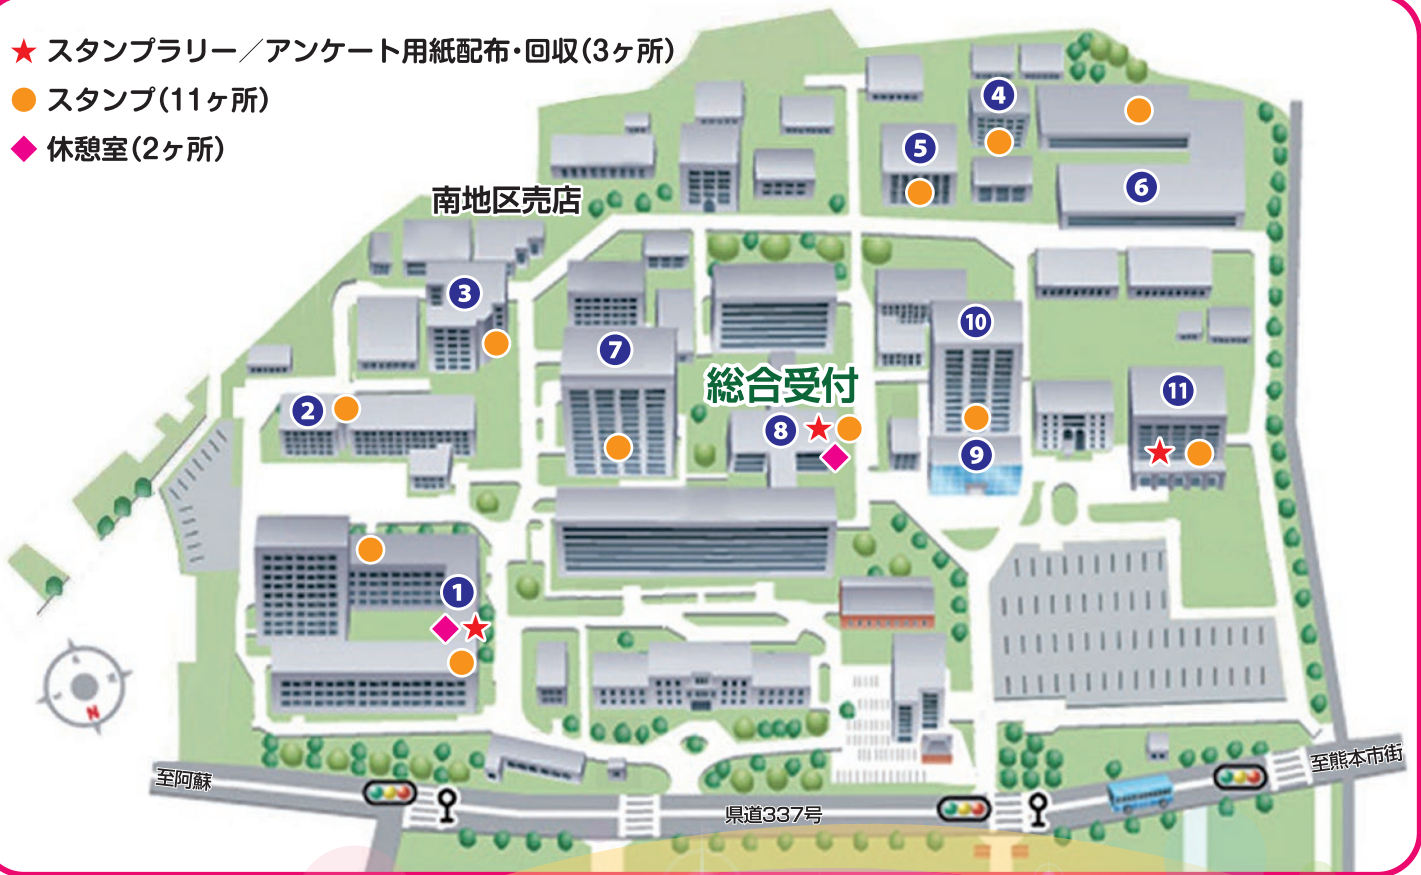 ★ スタンプラリー／アンケート用紙配布・回収(3ヶ所)
● スタンプ(11ヶ所)
◆ 休憩室(2ヶ所)
4
5
6
南地区売店
3
7
10
総合受付
11
2
8
9
1
N
至阿蘇
県道337号
至熊本市街